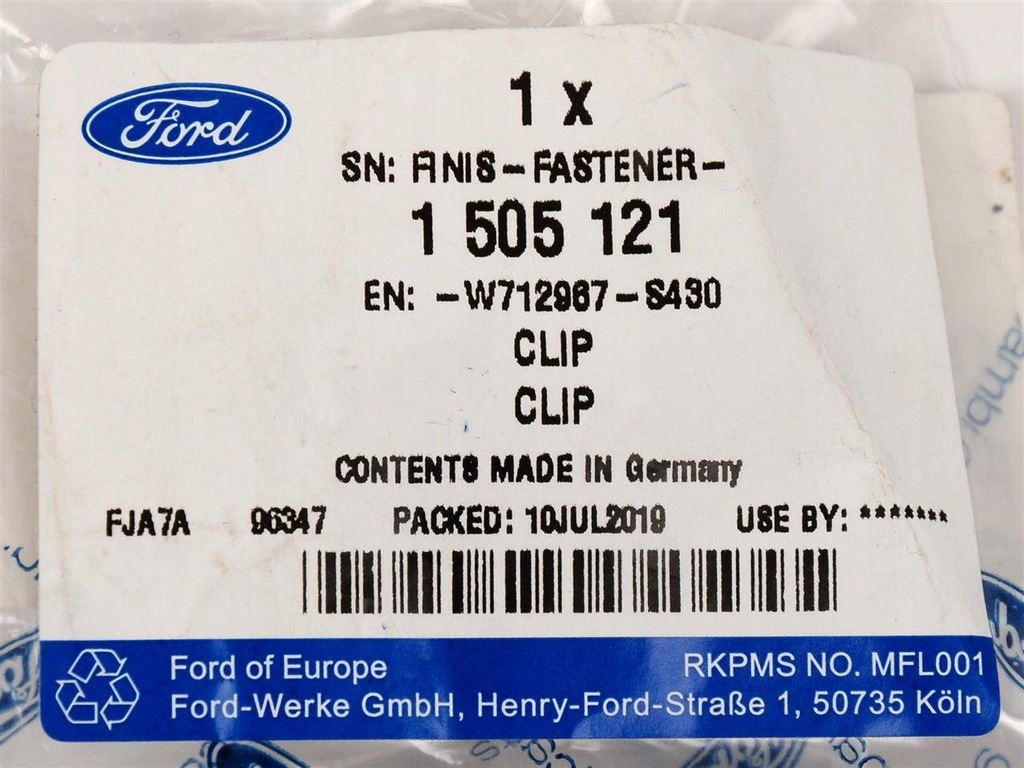 Ford
1 x
SN: FINIS-FASTENER-
1 505 121
EN: -W712967-S430
CLIP
CLIP
CONTENTS MADE IN Germany
FJA7A 96347 PACKED: 10JUL2019 USE BY: *******
Ford of Europe RKPMS NO. MFL001
Ford-Werke GmbH, Henry-Ford-Straße 1, 50735 Köln